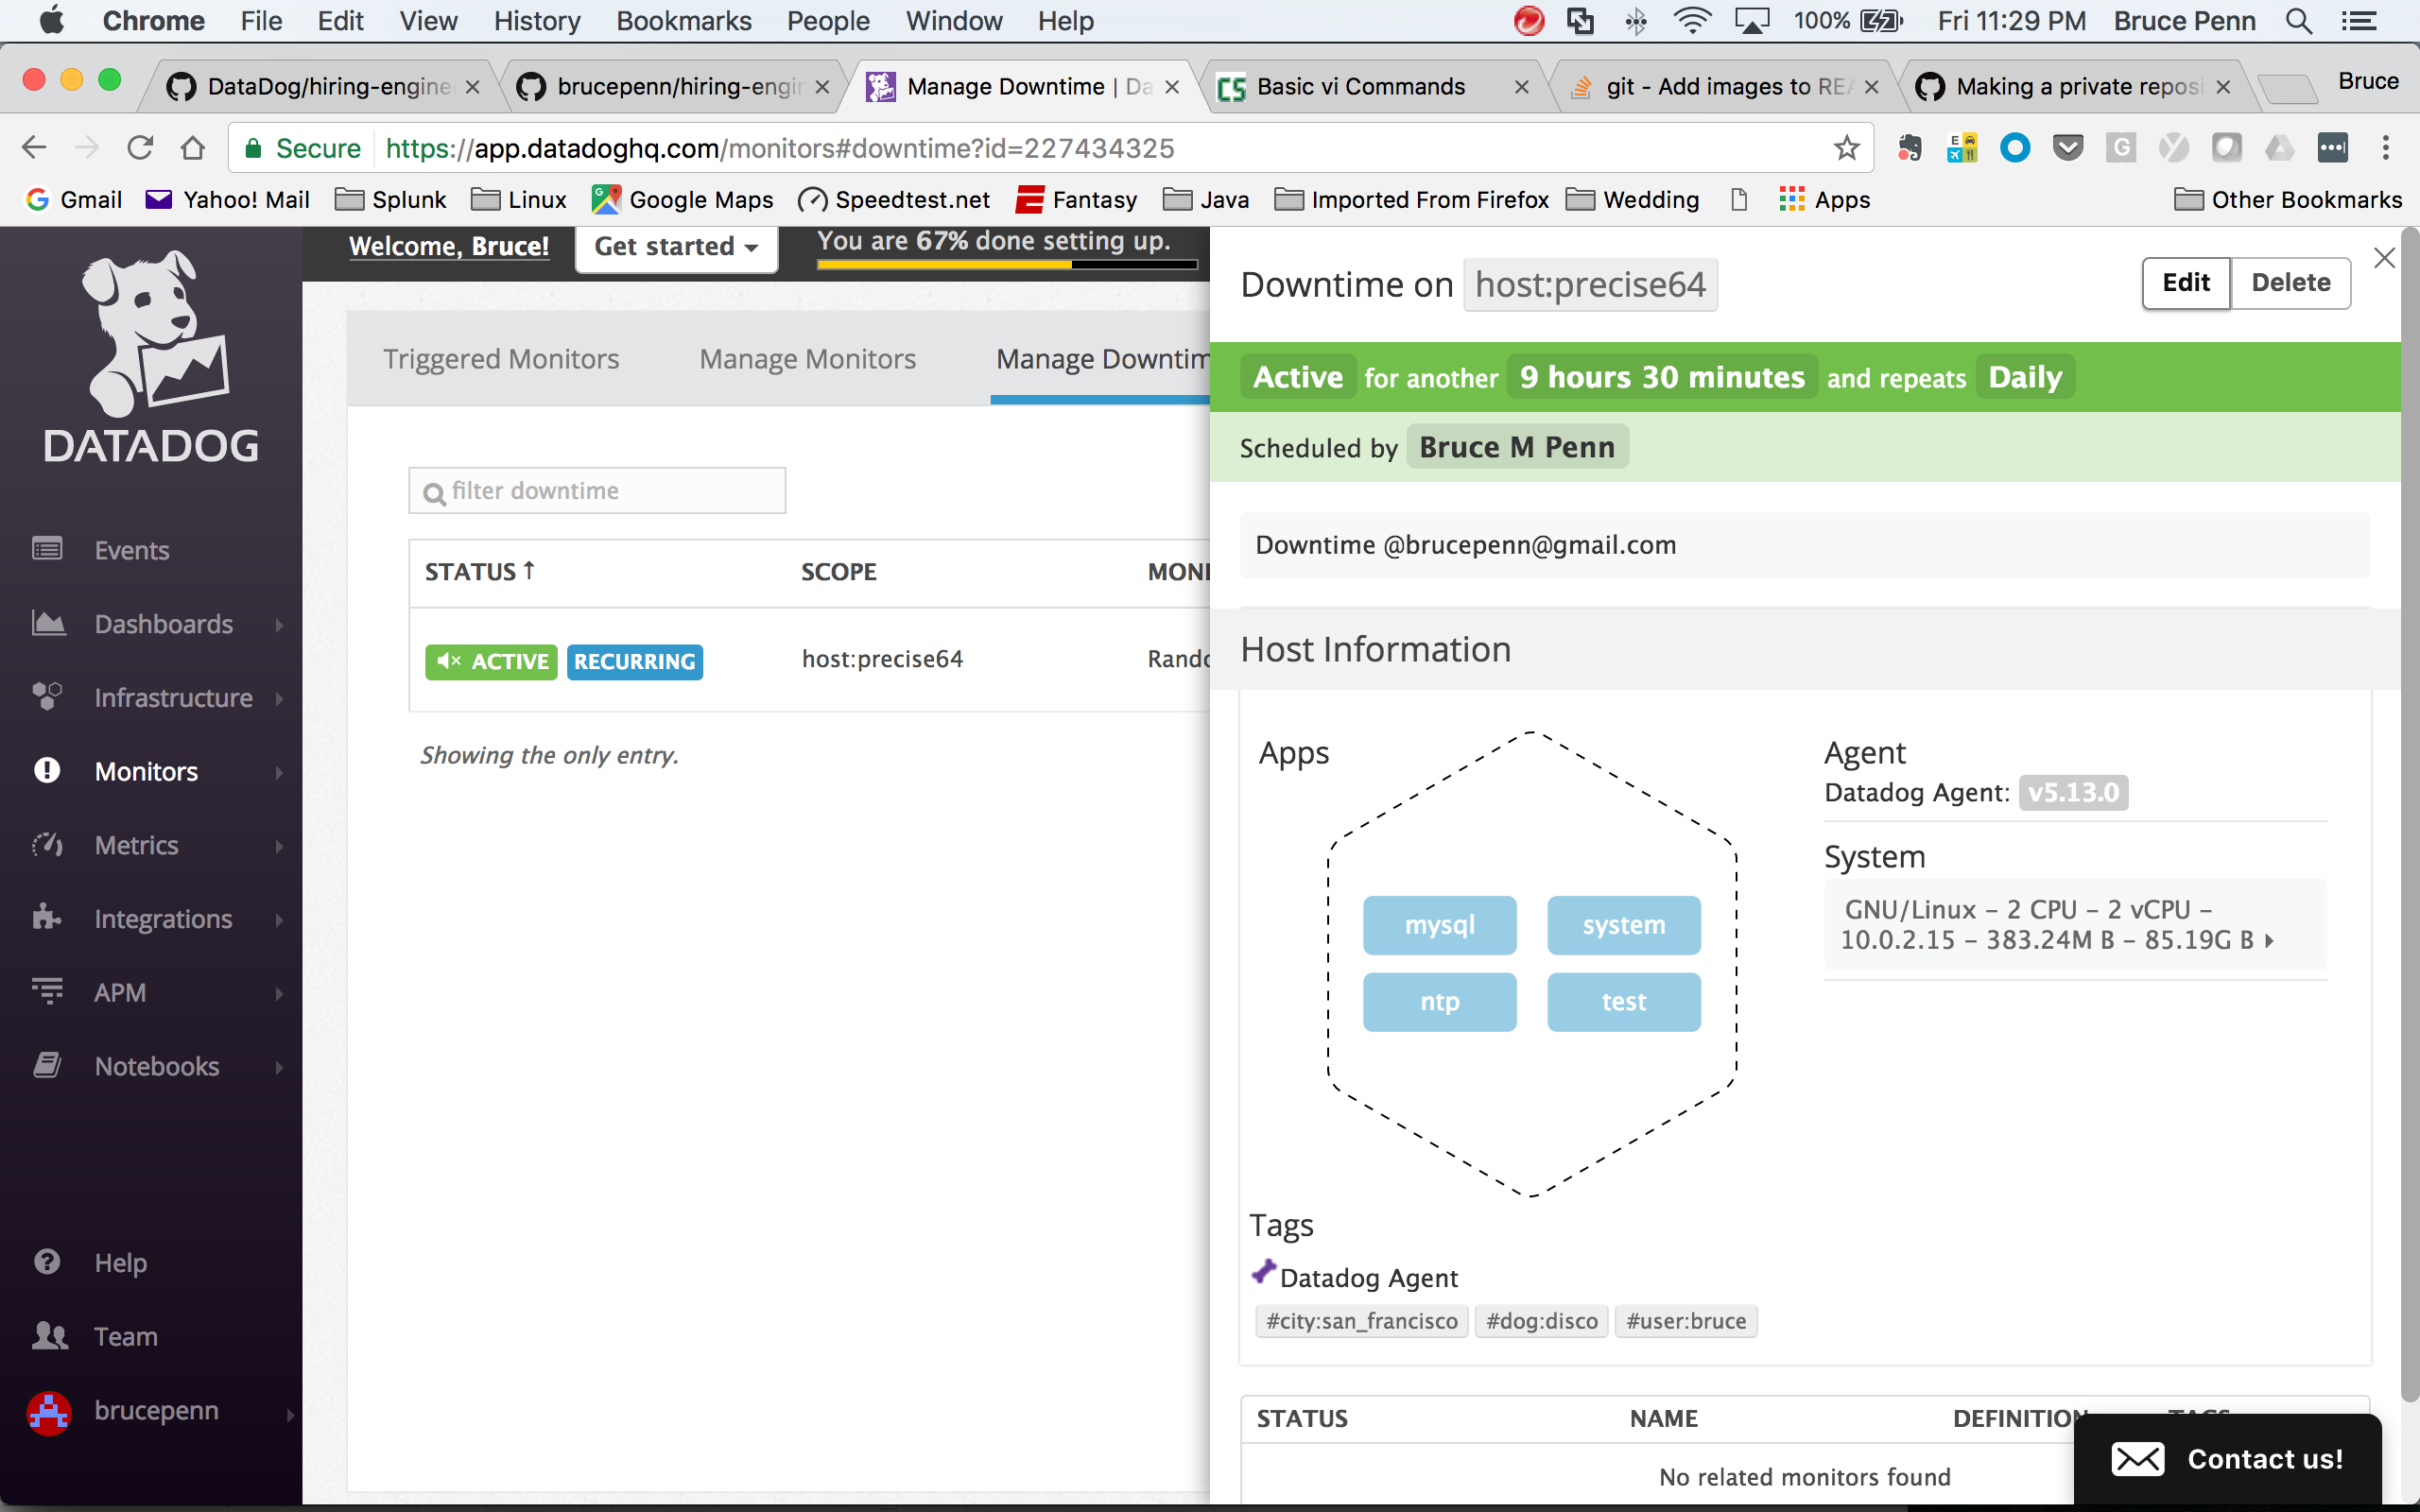 Chrome File Edit View History Bookmarks People Window Help 100% Fri 11:29 PM Bruce Penn
DataDog/hiring-engine brucepenn/hiring-engir Manage Downtime | Da Basic vi Commands git - Add images to REA Making a private reposi Bruce
Secure https://app.datadoghq.com/monitors#downtime?id=227434325
Gmail Yahoo! Mail Splunk Linux Google Maps Speedtest.net Fantasy Java Imported From Firefox Wedding Apps Other Bookmarks
Welcome, Bruce! Get started You are 67% done setting up.
DATADOG
Events
Dashboards
Infrastructure
Monitors
Metrics
Integrations
APM
Notebooks
Help
Team
brucepenn
Triggered Monitors Manage Monitors Manage Downtim
filter downtime
STATUS ↑ SCOPE MONI
ACTIVE RECURRING host:precise64 Rando
Showing the only entry.
Downtime on host:precise64 Edit Delete
Active for another 9 hours 30 minutes and repeats Daily
Scheduled by Bruce M Penn
Downtime @brucepenn@gmail.com
Host Information
Apps
mysql system
ntp test
Agent
Datadog Agent: v5.13.0
System
GNU/Linux – 2 CPU – 2 vCPU –
10.0.2.15 – 383.24M B – 85.19G B
Tags
Datadog Agent
#city:san_francisco #dog:disco #user:bruce
STATUS NAME DEFINITION TAGS
No related monitors found
Contact us!